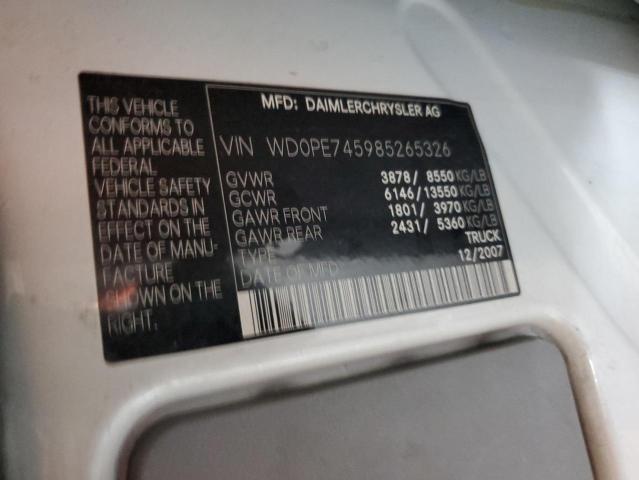 THIS VEHICLE
CONFORMS TO
ALL APPLICABLE
FEDERAL
VEHICLE SAFETY
STANDARDS IN
EFFECT ON THE
DATE OF MANU-
FACTURE
SHOWN ON THE
RIGHT.
MFD: DAIMLERCHRYSLER AG
VIN WD0PE745985265326
GVWR 3878/ 8550 KG/LB
GCWR 6146/13550 KG/LB
GAWR FRONT 1801/ 3970 KG/LB
GAWR REAR 2431/ 5360 KG/LB
TYPE TRUCK
DATE OF MFD 12/2007